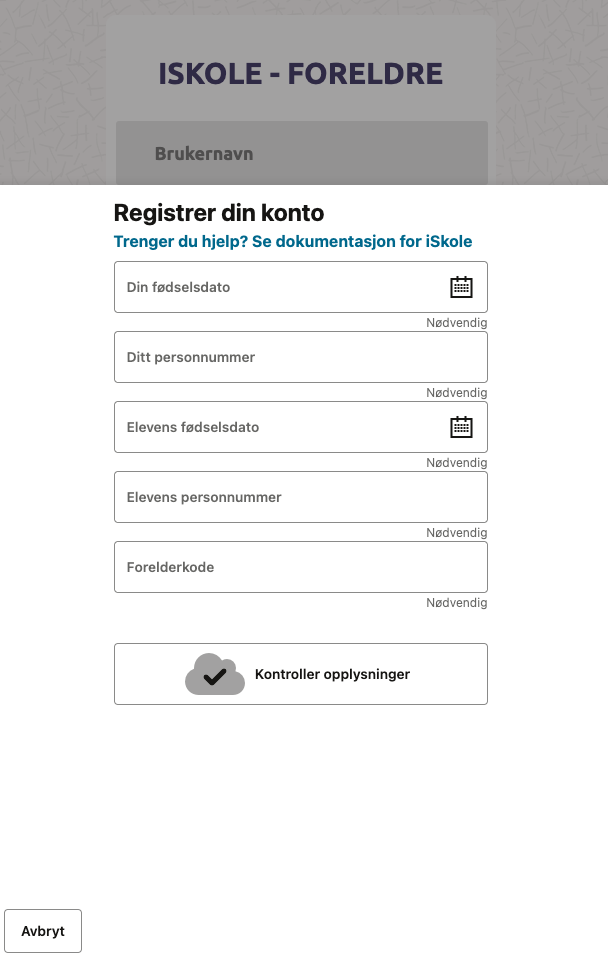 ISKOLE - FORELDRE
Brukernavn
Registrer din konto
Trenger du hjelp? Se dokumentasjon for iSkole
Din fødselsdato
Nødvendig
Ditt personnummer
Nødvendig
Elevens fødselsdato
Nødvendig
Elevens personnummer
Nødvendig
Forelderkode
Nødvendig
Kontroller opplysninger
Avbryt